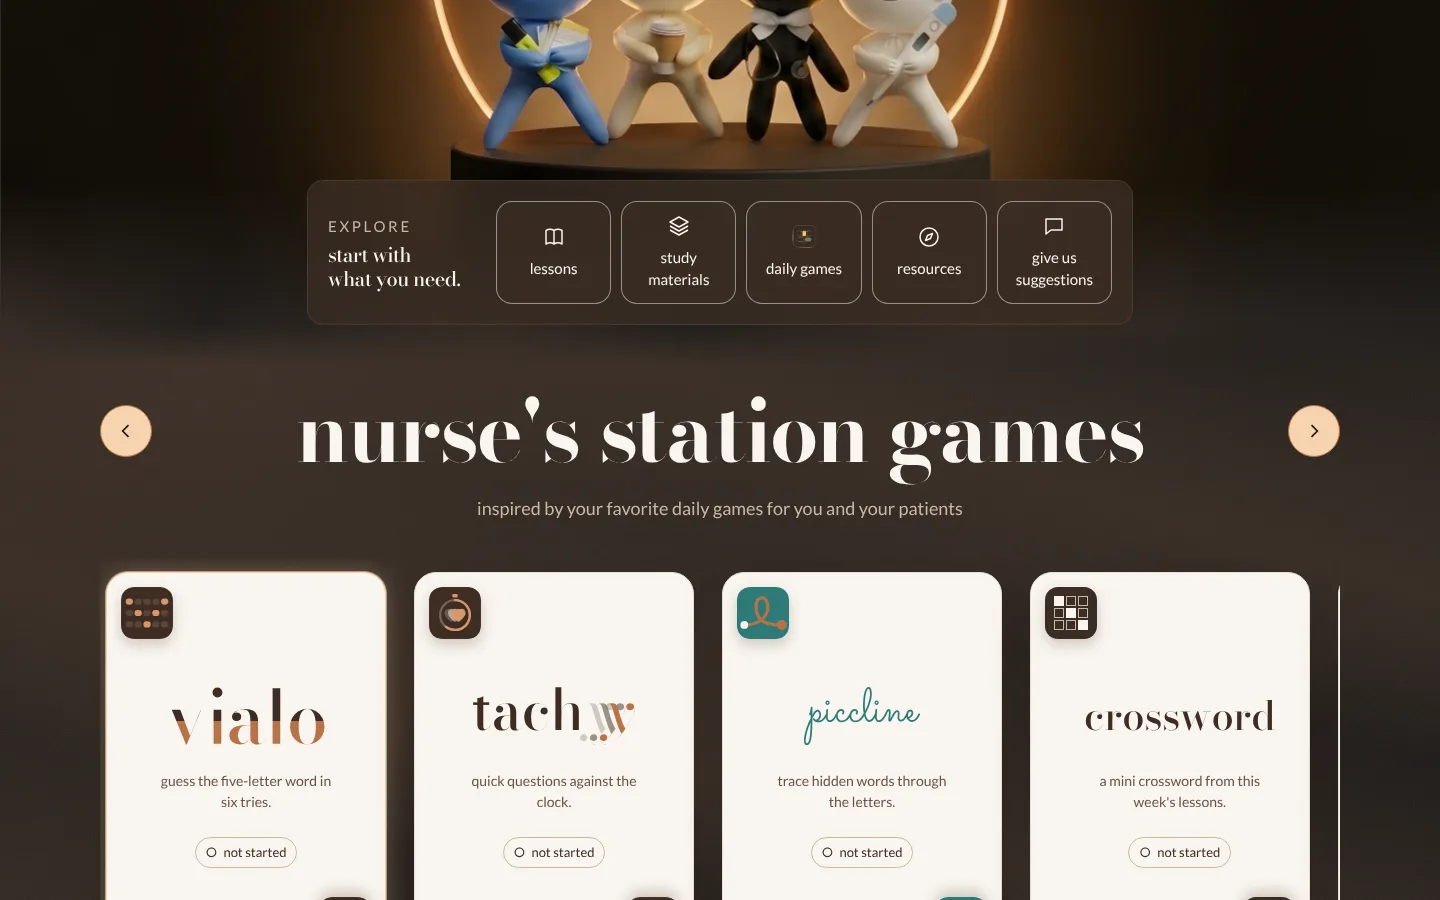 EXPLORE
start with
what you need.
lessons
study
materials
daily games
resources
give us
suggestions
nurse's station games
inspired by your favorite daily games for you and your patients
vialo
guess the five-letter word in
six tries.
not started
tachy
quick questions against the
clock.
not started
piccline
trace hidden words through
the letters.
not started
crossword
a mini crossword from this
week's lessons.
not started